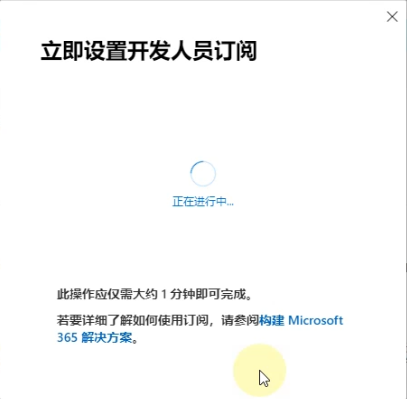 立即设置开发人员订阅
正在进行中...
此操作应仅需大约 1 分钟即可完成。
若要详细了解如何使用订阅，请参阅构建 Microsoft
365 解决方案。